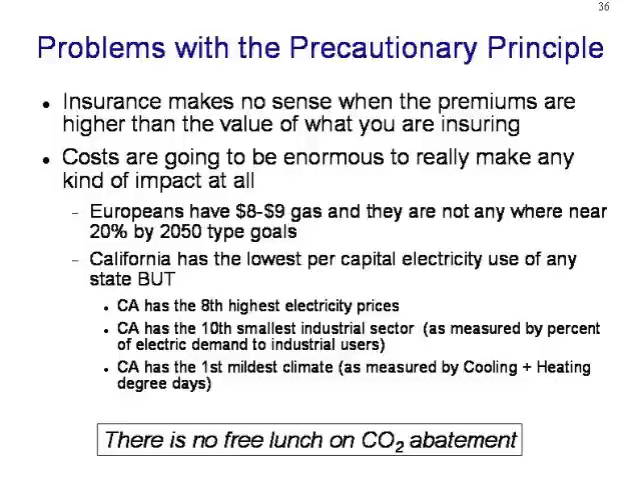 36
Problems with the Precautionary Principle
• Insurance makes no sense when the premiums are
higher than the value of what you are insuring
• Costs are going to be enormous to really make any
kind of impact at all
– Europeans have $8-$9 gas and they are not any where near
20% by 2050 type goals
– California has the lowest per capital electricity use of any
state BUT
• CA has the 8th highest electricity prices
• CA has the 10th smallest industrial sector (as measured by percent
of electric demand to industrial users)
• CA has the 1st mildest climate (as measured by Cooling + Heating
degree days)
There is no free lunch on CO₂ abatement